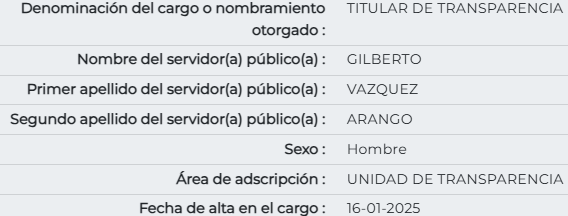 Denominación del cargo o nombramiento TITULAR DE TRANSPARENCIA
otorgado :
Nombre del servidor(a) público(a) : GILBERTO
Primer apellido del servidor(a) público(a) : VAZQUEZ
Segundo apellido del servidor(a) público(a) : ARANGO
Sexo : Hombre
Área de adscripción : UNIDAD DE TRANSPARENCIA
Fecha de alta en el cargo : 16-01-2025